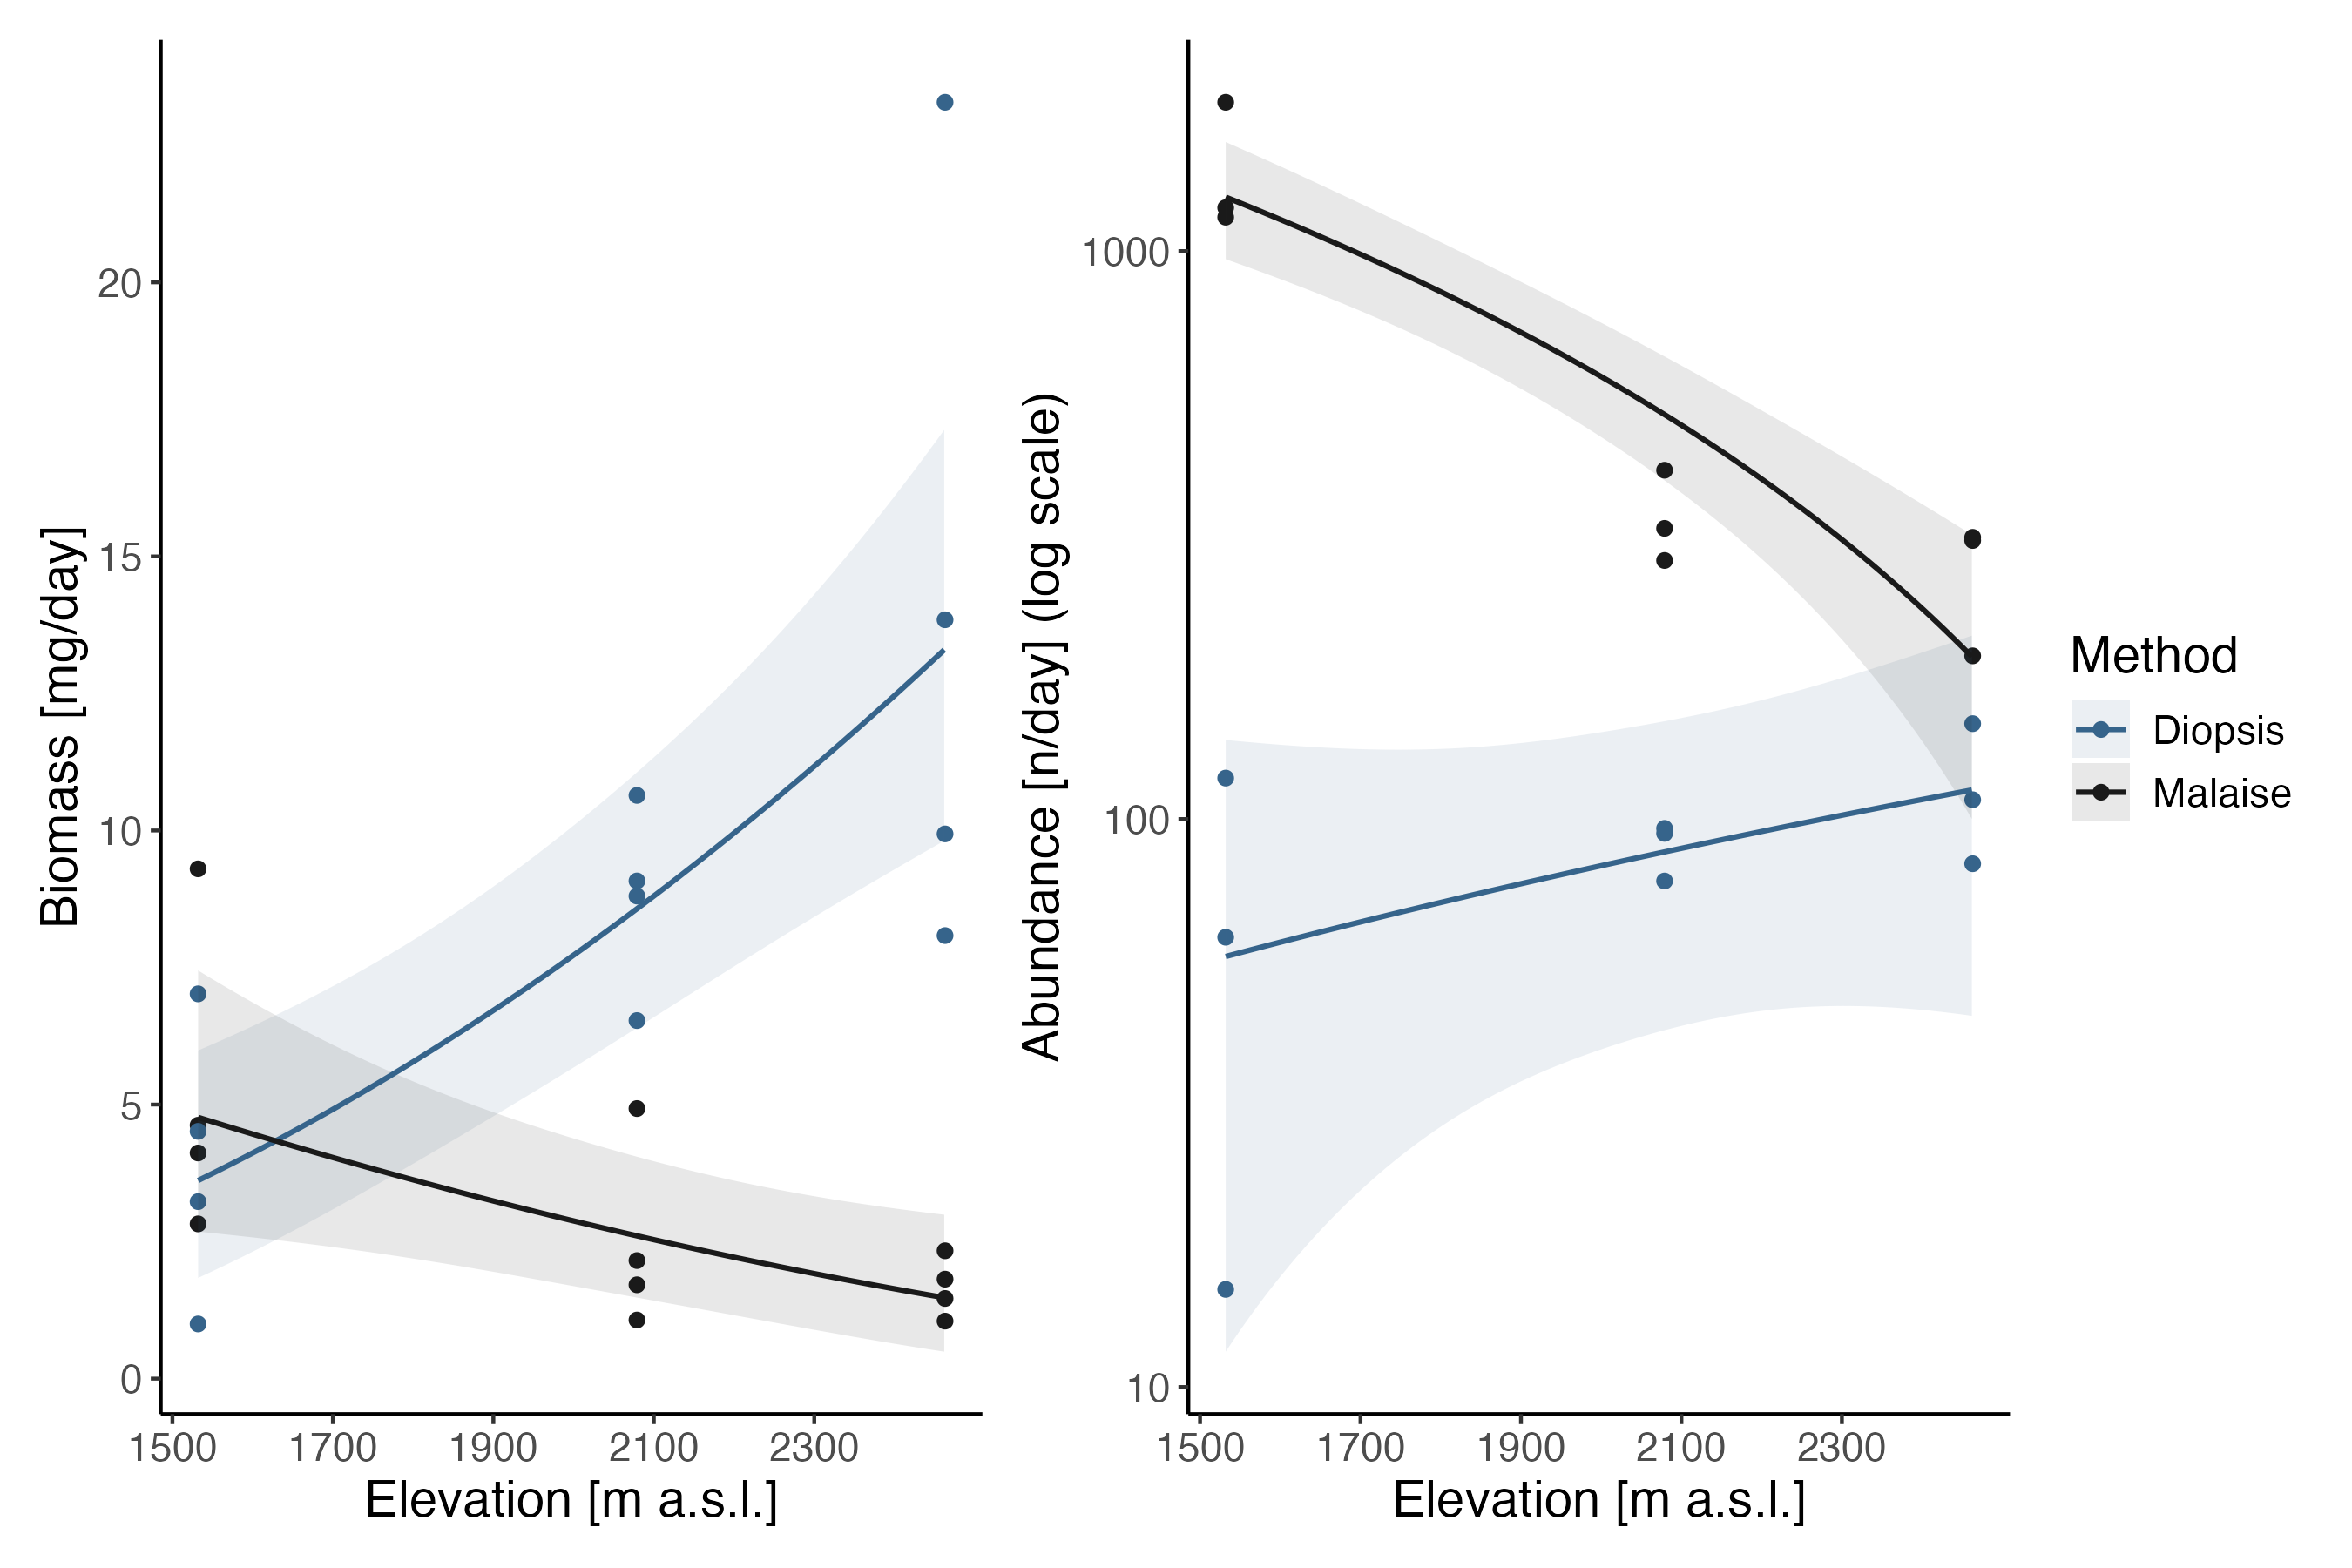 Biomass [mg/day]
20
15
10
5
0
1500 1700 1900 2100 2300
Elevation [m a.s.l.]
Abundance [n/day] (log scale)
1000
100
10
1500 1700 1900 2100 2300
Elevation [m a.s.l.]
Method
Diopsis
Malaise